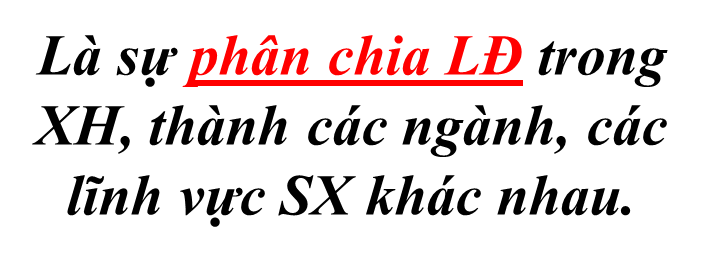 Là sự phân chia LĐ trong
XH, thành các ngành, các
lĩnh vực SX khác nhau.